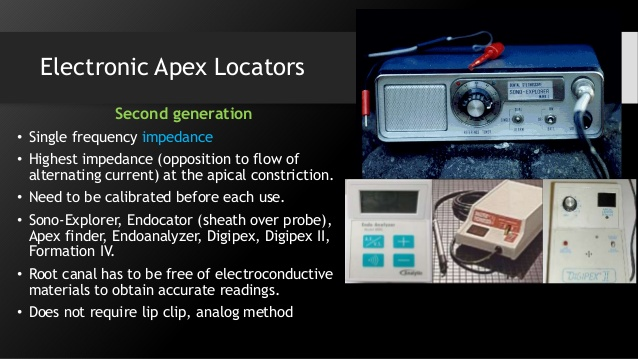 Electronic Apex Locators
Second generation
• Single frequency impedance
• Highest impedance (opposition to flow of
alternating current) at the apical constriction.
• Need to be calibrated before each use.
• Sono-Explorer, Endocator (sheath over probe),
Apex finder, Endoanalyzer, Digipex, Digipex II,
Formation IV.
• Root canal has to be free of electroconductive
materials to obtain accurate readings.
• Does not require lip clip, analog method
SONO-EXPLORER
Endo Analyzer
Analytic
DIGIPEX II